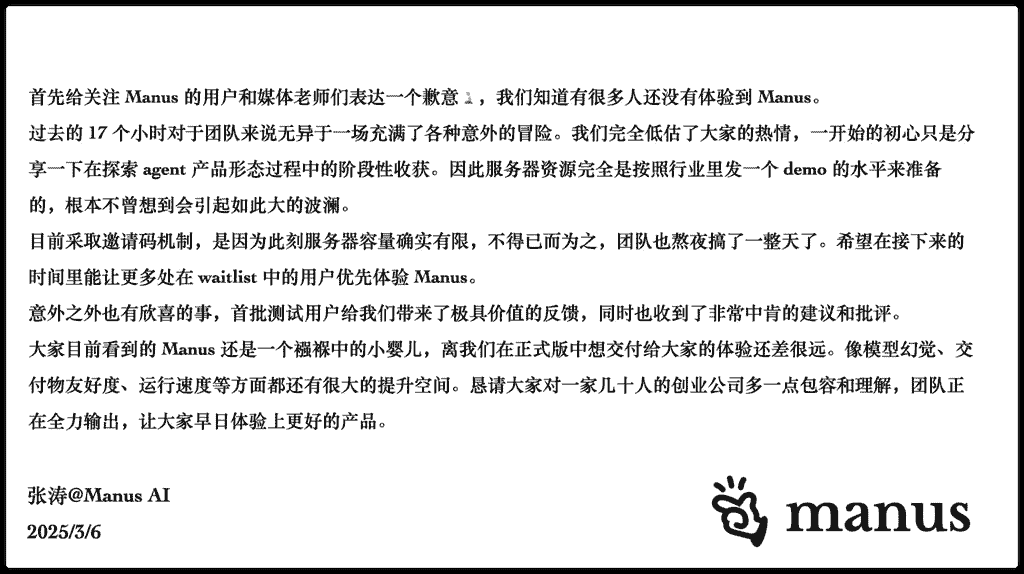 首先给关注 Manus 的用户和媒体老师们表达一个歉意，我们知道有很多人还没有体验到 Manus。
过去的 17 个小时对于团队来说无异于一场充满了各种意外的冒险。我们完全低估了大家的热情，一开始的初心只是分
享一下在探索 agent 产品形态过程中的阶段性收获。因此服务器资源完全是按照行业里发一个 demo 的水平来准备
的，根本不曾想到会引起如此大的波澜。
目前采取邀请码机制，是因为此刻服务器容量确实有限，不得已而为之，团队也熬夜搞了一整天了。希望在接下来的
时间里能让更多处在 waitlist 中的用户优先体验 Manus。
意外之外也有欣喜的事，首批测试用户给我们带来了极具价值的反馈，同时也收到了非常中肯的建议和批评。
大家目前看到的 Manus 还是一个襁褓中的小婴儿，离我们在正式版中想交付给大家的体验还差很远。像模型幻觉、交
付物友好度、运行速度等方面都还有很大的提升空间。恳请大家对一家几十人的创业公司多一点包容和理解，团队正
在全力输出，让大家早日体验上更好的产品。
张涛@Manus AI
2025/3/6
manus